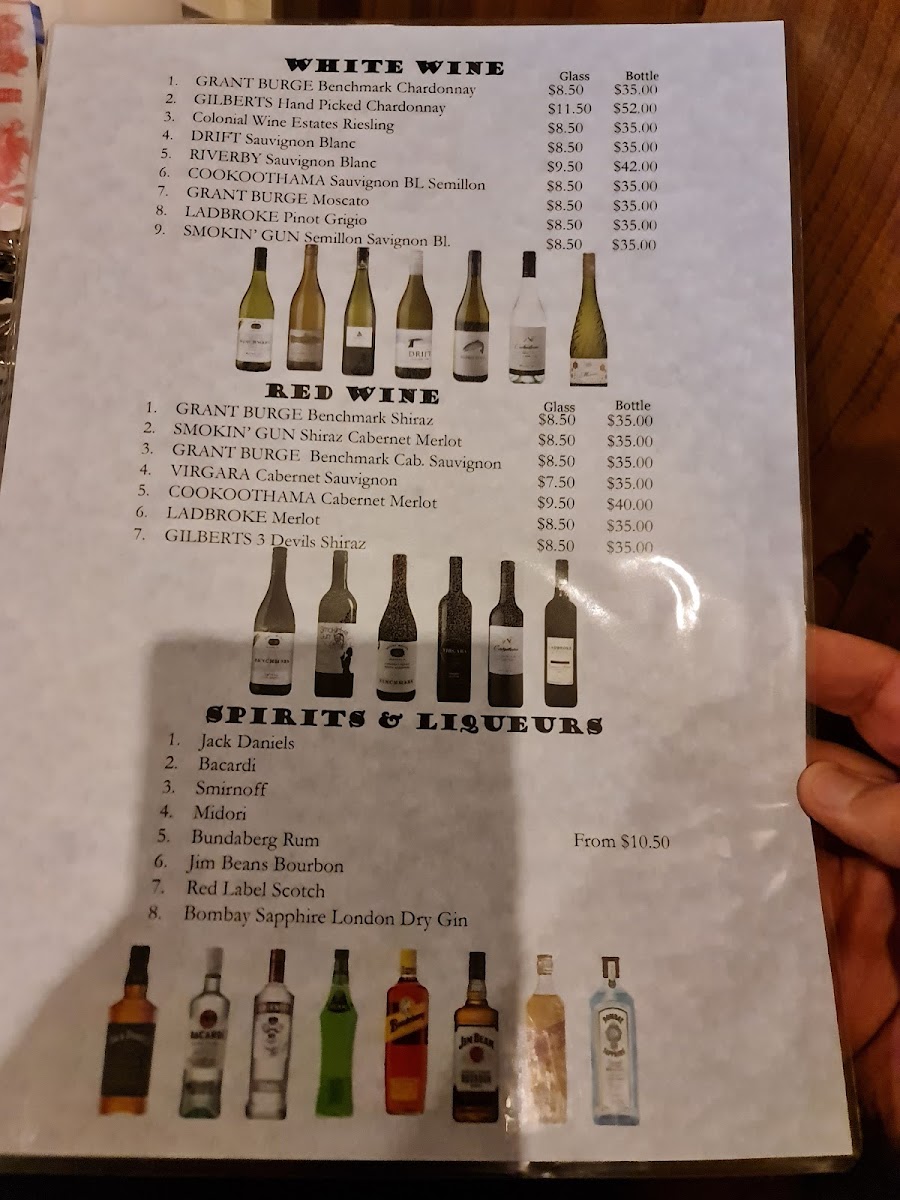 WHITE WINE
Glass Bottle
1. GRANT BURGE Benchmark Chardonnay $8.50 $35.00
2. GILBERTS Hand Picked Chardonnay $11.50 $52.00
3. Colonial Wine Estates Riesling $8.50 $35.00
4. DRIFT Sauvignon Blanc $8.50 $35.00
5. RIVERBY Sauvignon Blanc $9.50 $42.00
6. COOKOOTHAMA Sauvignon BL Semillon $8.50 $35.00
7. GRANT BURGE Moscato $8.50 $35.00
8. LADBROKE Pinot Grigio $8.50 $35.00
9. SMOKIN' GUN Semillon Savignon Bl. $8.50 $35.00
DRIFT
RED WINE
Glass Bottle
1. GRANT BURGE Benchmark Shiraz $8.50 $35.00
2. SMOKIN' GUN Shiraz Cabernet Merlot $8.50 $35.00
3. GRANT BURGE Benchmark Cab. Sauvignon $8.50 $35.00
4. VIRGARA Cabernet Sauvignon $7.50 $35.00
5. COOKOOTHAMA Cabernet Merlot $9.50 $40.00
6. LADBROKE Merlot $8.50 $35.00
7. GILBERTS 3 Devils Shiraz $8.50 $35.00
BENCHMARK
BENCHMARK
SPIRITS & LIQUEURS
1. Jack Daniels
2. Bacardi
3. Smirnoff
4. Midori
5. Bundaberg Rum From $10.50
6. Jim Beans Bourbon
7. Red Label Scotch
8. Bombay Sapphire London Dry Gin
BACARDI
Bundaberg
JIM BEAM
BOMBAY
SAPPHIRE